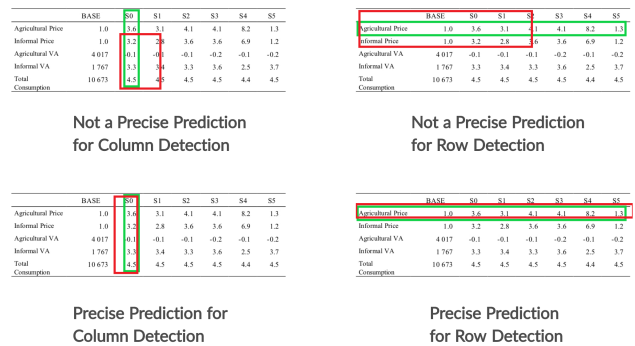 BASE S0 S1 S2 S3 S4 S5
Agricultural Price 1.0 3.6 3.1 4.1 4.1 8.2 1.3
Informal Price 1.0 3.2 2.8 3.6 3.6 6.9 1.2
Agricultural VA 4 017 -0.1 -0.1 -0.1 -0.2 -0.1 -0.2
Informal VA 1 767 3.3 3.4 3.3 3.6 2.5 3.7
Total 10 673 4.5 4.5 4.5 4.5 4.4 4.5
Consumption
Not a Precise Prediction
for Column Detection
BASE S0 S1 S2 S3 S4 S5
Agricultural Price 1.0 3.6 3.1 4.1 4.1 8.2 1.3
Informal Price 1.0 3.2 2.8 3.6 3.6 6.9 1.2
Agricultural VA 4 017 -0.1 -0.1 -0.1 -0.2 -0.1 -0.2
Informal VA 1 767 3.3 3.4 3.3 3.6 2.5 3.7
Total 10 673 4.5 4.5 4.5 4.5 4.4 4.5
Consumption
Not a Precise Prediction
for Row Detection
BASE S0 S1 S2 S3 S4 S5
Agricultural Price 1.0 3.6 3.1 4.1 4.1 8.2 1.3
Informal Price 1.0 3.2 2.8 3.6 3.6 6.9 1.2
Agricultural VA 4 017 -0.1 -0.1 -0.1 -0.2 -0.1 -0.2
Informal VA 1 767 3.3 3.4 3.3 3.6 2.5 3.7
Total 10 673 4.5 4.5 4.5 4.5 4.4 4.5
Consumption
Precise Prediction for
Column Detection
BASE S0 S1 S2 S3 S4 S5
Agricultural Price 1.0 3.6 3.1 4.1 4.1 8.2 1.3
Informal Price 1.0 3.2 2.8 3.6 3.6 6.9 1.2
Agricultural VA 4 017 -0.1 -0.1 -0.1 -0.2 -0.1 -0.2
Informal VA 1 767 3.3 3.4 3.3 3.6 2.5 3.7
Total 10 673 4.5 4.5 4.5 4.5 4.4 4.5
Consumption
Precise Prediction
for Row Detection